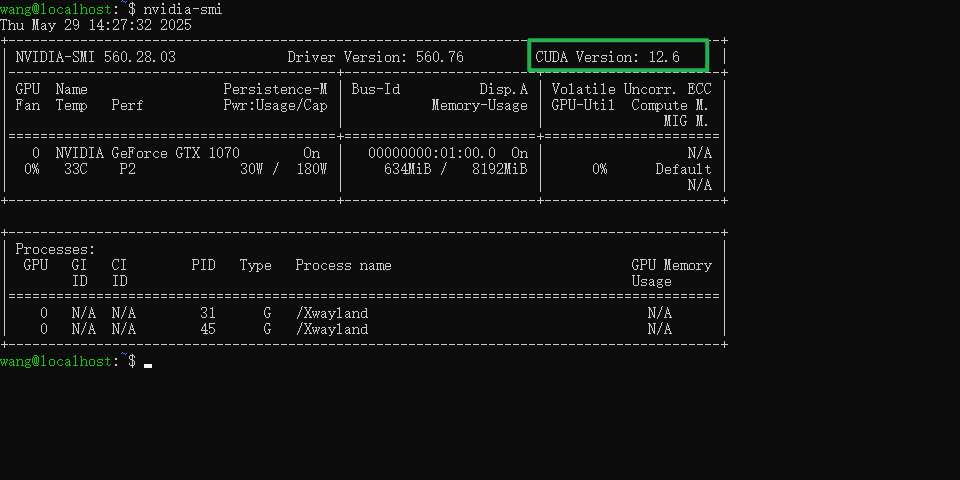 wang@localhost:~$ nvidia-smi
Thu May 29 14:27:32 2025
+-----------------------------------------------------------------------------------------+
| NVIDIA-SMI 560.28.03              Driver Version: 560.76         CUDA Version: 12.6     |
|-----------------------------------------+------------------------+----------------------+
| GPU  Name                 Persistence-M | Bus-Id          Disp.A | Volatile Uncorr. ECC |
| Fan  Temp   Perf          Pwr:Usage/Cap |           Memory-Usage | GPU-Util  Compute M. |
|                                         |                        |               MIG M. |
|=========================================+========================+======================|
|   0  NVIDIA GeForce GTX 1070        On  |   00000000:01:00.0  On |                  N/A |
|  0%   33C    P2               30W / 180W |     634MiB /   8192MiB |      0%      Default |
|                                         |                        |                  N/A |
+-----------------------------------------+------------------------+----------------------+
+-----------------------------------------------------------------------------------------+
| Processes:                                                                              |
|  GPU   GI   CI        PID   Type   Process name                              GPU Memory |
|        ID   ID                                                               Usage      |
|=========================================================================================|
|    0   N/A  N/A        31      G   /Xwayland                                   N/A      |
|    0   N/A  N/A        45      G   /Xwayland                                   N/A      |
+-----------------------------------------------------------------------------------------+
wang@localhost:~$